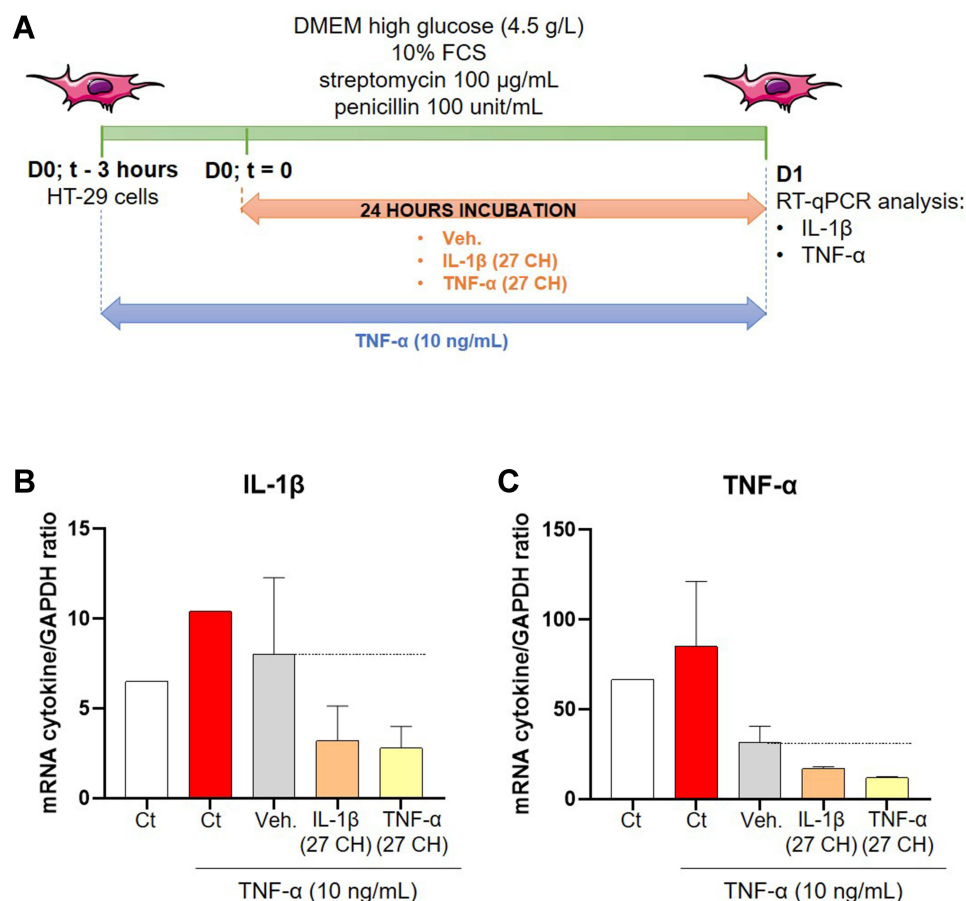 A
DMEM high glucose (4.5 g/L)
10% FCS
streptomycin 100 µg/mL
penicillin 100 unit/mL
D0; t - 3 hours
HT-29 cells
D0; t = 0
D1
RT-qPCR analysis:
• IL-1β
• TNF-α
24 HOURS INCUBATION
• Veh.
• IL-1β (27 CH)
• TNF-α (27 CH)
TNF-α (10 ng/mL)
B
IL-1β
mRNA cytokine/GAPDH ratio
15
10
5
0
Ct
Ct
Veh.
IL-1β
(27 CH)
TNF-α
(27 CH)
TNF-α (10 ng/mL)
C
TNF-α
mRNA cytokine/GAPDH ratio
150
100
50
0
Ct
Ct
Veh.
IL-1β
(27 CH)
TNF-α
(27 CH)
TNF-α (10 ng/mL)